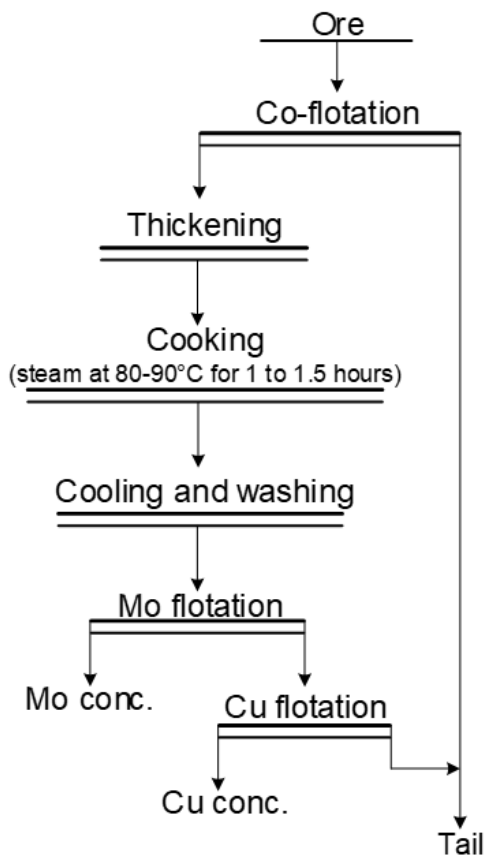 Ore
Co-flotation
Thickening
Cooking
(steam at 80-90°C for 1 to 1.5 hours)
Cooling and washing
Mo flotation
Mo conc.
Cu flotation
Cu conc.
Tail